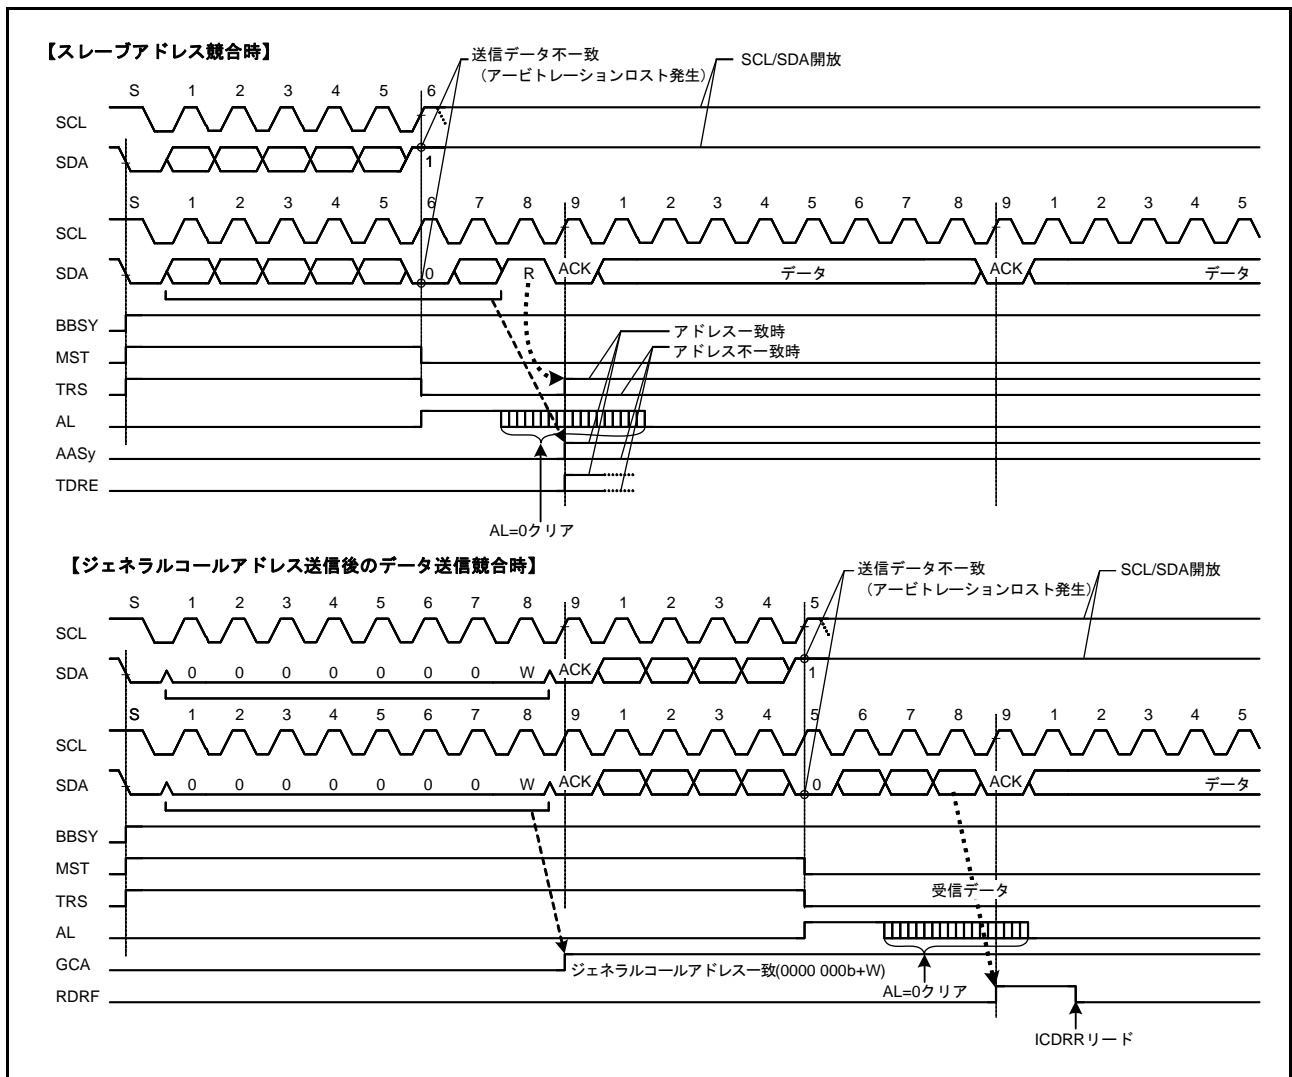 【スレーブアドレス競合時】
送信データ不一致
（アービトレーションロスト発生）
SCL/SDA開放
S 1 2 3 4 5 6
SCL
SDA
1
S 1 2 3 4 5 6 7 8 9 1 2 3 4 5 6 7 8 9 1 2 3 4 5
SCL
SDA 0 R ACK データ ACK データ
BBSY
アドレス一致時
MST
アドレス不一致時
TRS
AL
AASy
TDRE
AL=0クリア
【ジェネラルコールアドレス送信後のデータ送信競合時】
送信データ不一致
（アービトレーションロスト発生）
SCL/SDA開放
S 1 2 3 4 5 6 7 8 9 1 2 3 4 5
SCL
SDA 0 0 0 0 0 0 0 W ACK 1
S 1 2 3 4 5 6 7 8 9 1 2 3 4 5 6 7 8 9 1 2 3 4 5
SCL
SDA 0 0 0 0 0 0 0 W ACK 0 ACK データ
BBSY
MST
受信データ
TRS
AL
GCA
ジェネラルコールアドレス一致(0000 000b+W)
AL=0クリア
RDRF
ICDRRリード